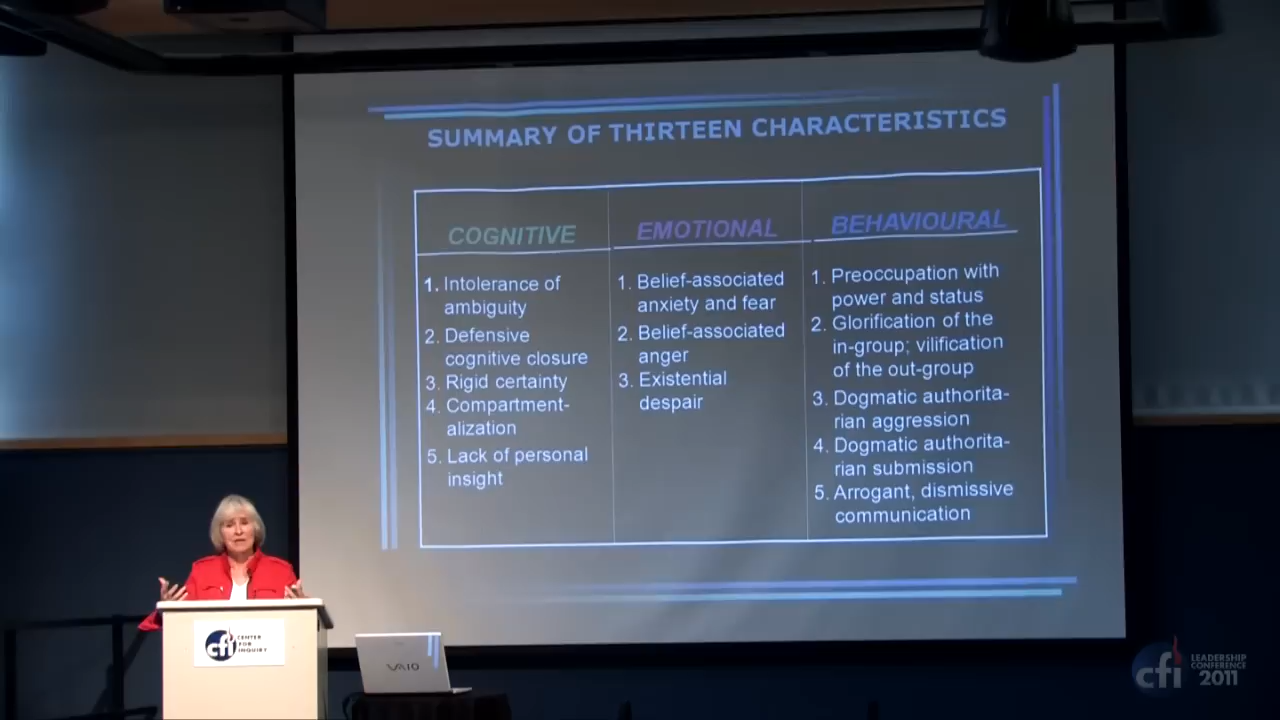 SUMMARY OF THIRTEEN CHARACTERISTICS
COGNITIVE
1. Intolerance of
ambiguity
2. Defensive
cognitive closure
3. Rigid certainty
4. Compartment-
alization
5. Lack of personal
insight
EMOTIONAL
1. Belief-associated
anxiety and fear
2. Belief-associated
anger
3. Existential
despair
BEHAVIOURAL
1. Preoccupation with
power and status
2. Glorification of the
in-group; vilification
of the out-group
3. Dogmatic authorita-
rian aggression
4. Dogmatic authorita-
rian submission
5. Arrogant, dismissive
communication
cfi
CENTER
FOR
INQUIRY
VAIO
cfi
LEADERSHIP
CONFERENCE
2011